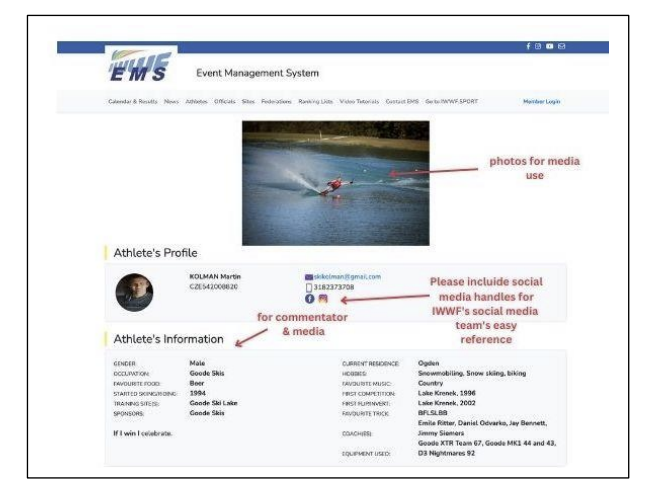 EMS
Event Management System
Calendar & Results News Athletes Officials Sites Federations Ranking Lists Video Tutorials Contact EMS Go to IWWF.SPORT Member Login
photos for media
use
Athlete's Profile
KOLMAN Martin
CZE542008020
skikolman@gmail.com
3182373708
Please incluide social
media handles for
IWWF's social media
team's easy
reference
for commentator
& media
Athlete's Information
GENDER: Male
OCCUPATION: Goode Skis
FAVOURITE FOOD: Beer
STARTED SKIING/RIDING: 1994
TRAINING SITE(S): Goode Ski Lake
SPONSORS: Goode Skis
If I win I celebrate.
CURRENT RESIDENCE: Ogden
HOBBIES: Snowmobiling, Snow skiing, biking
FAVOURITE MUSIC: Country
FIRST COMPETITION: Lake Krenek, 1996
FIRST FLIP/INVERT: Lake Krenek, 2002
FAVOURITE TRICK: BFLSLBB
Emile Ritter, Daniel Odvarko, Jay Bennett,
COACH(ES): Jimmy Siemers
Goode XTR Team 67, Goode MK1 44 and 43,
EQUIPMENT USED: D3 Nightmares 92